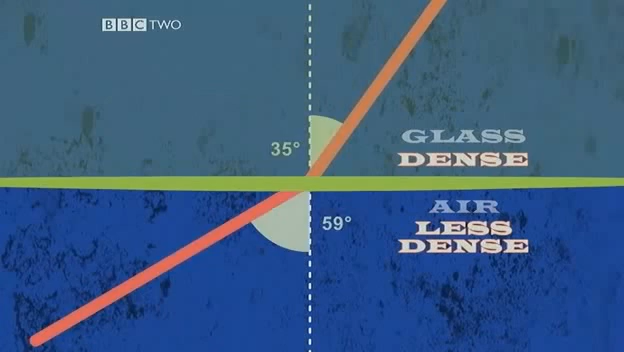 BBC TWO
35°
GLASS
DENSE
AIR
59°
LESS
DENSE